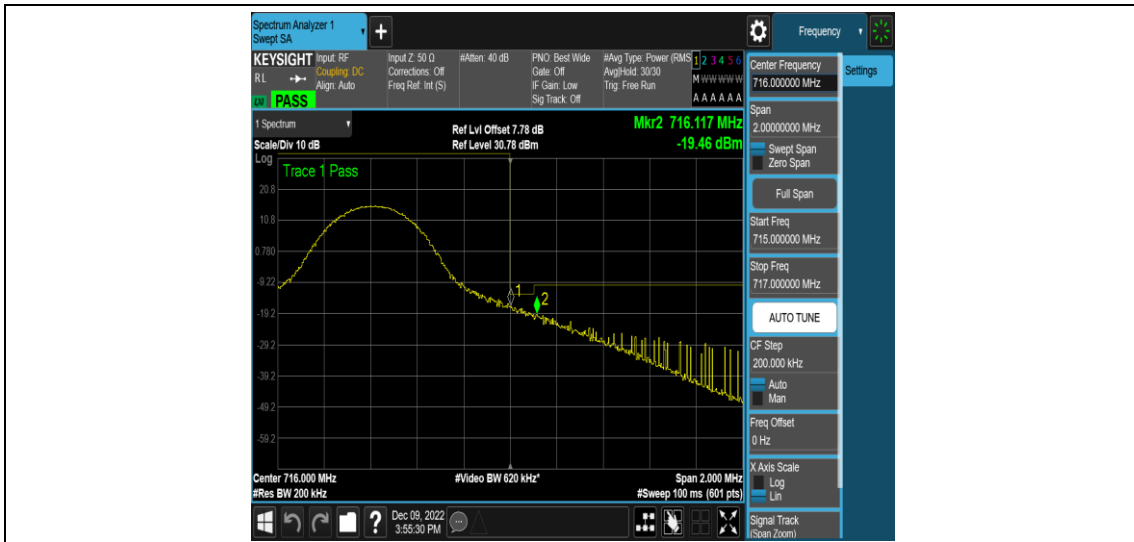 Spectrum Analyzer 1
Swept SA
+
Frequency
KEYSIGHT
RL
PASS
Input: RF
Coupling: DC
Align: Auto
Input Z: 50 Ω
Corrections: Off
Freq Ref: Int (S)
#Atten: 40 dB
PNO: Best Wide
Gate: Off
IF Gain: Low
Sig Track: Off
#Avg Type: Power (RMS
Avg|Hold: 30/30
Trig: Free Run
1 2 3 4 5 6
M W W W W W
A A A A A A
1 Spectrum
Scale/Div 10 dB
Ref Lvl Offset 7.78 dB
Ref Level 30.78 dBm
Mkr2 716.117 MHz
-19.46 dBm
Log
Trace 1 Pass
20.8
10.8
0.780
-9.22
-19.2
-29.2
-39.2
-49.2
-59.2
1
2
Center 716.000 MHz
#Res BW 200 kHz
#Video BW 620 kHz*
Span 2.000 MHz
#Sweep 100 ms (601 pts)
Center Frequency
716.000000 MHz
Settings
Span
2.00000000 MHz
Swept Span
Zero Span
Full Span
Start Freq
715.000000 MHz
Stop Freq
717.000000 MHz
AUTO TUNE
CF Step
200.000 kHz
Auto
Man
Freq Offset
0 Hz
X Axis Scale
Log
Lin
Signal Track
(Span Zoom)
?
Dec 09, 2022
3:55:30 PM